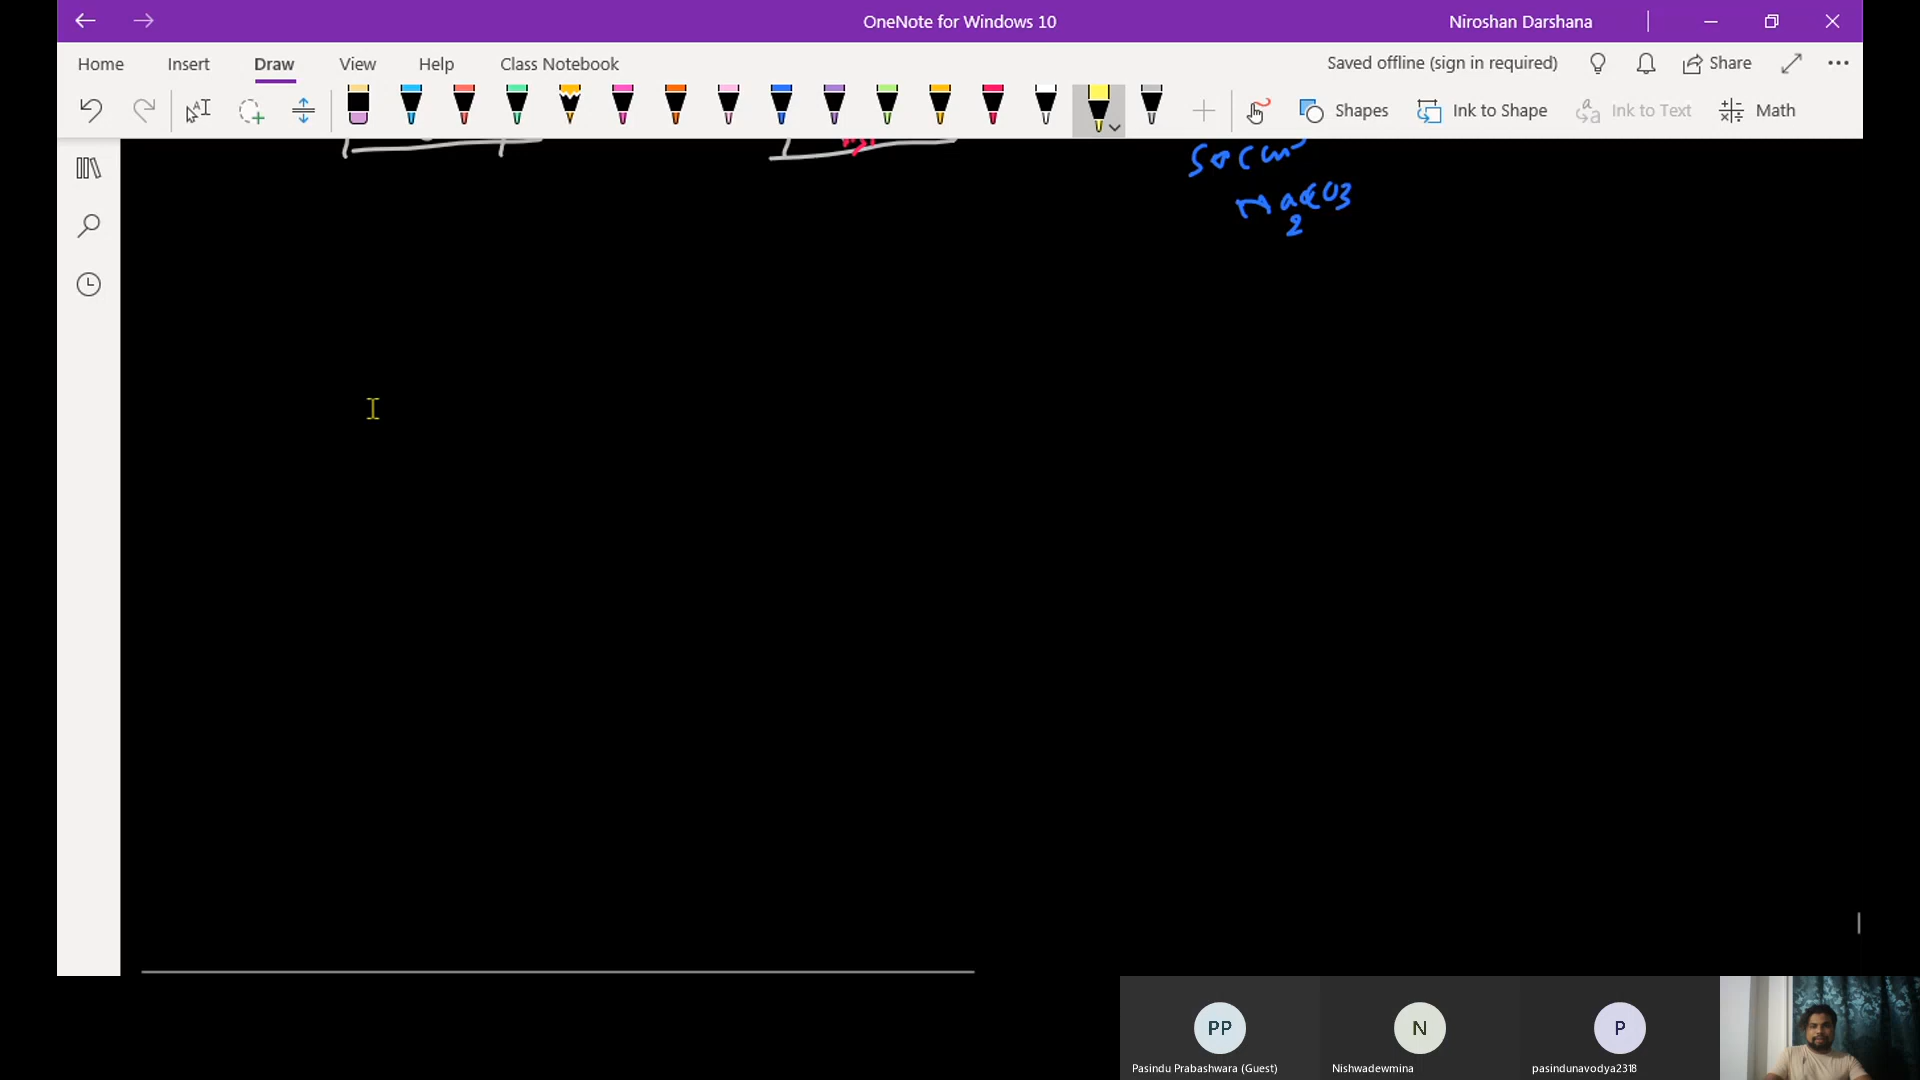 OneNote for Windows 10
Niroshan Darshana
Home Insert Draw View Help Class Notebook
Saved offline (sign in required)
Share
Shapes
Ink to Shape
Ink to Text
Math
Na₂CO3
PP
N
P
Pasindu Prabashwara (Guest)
Nishwadewmina
pasindunavodya2318